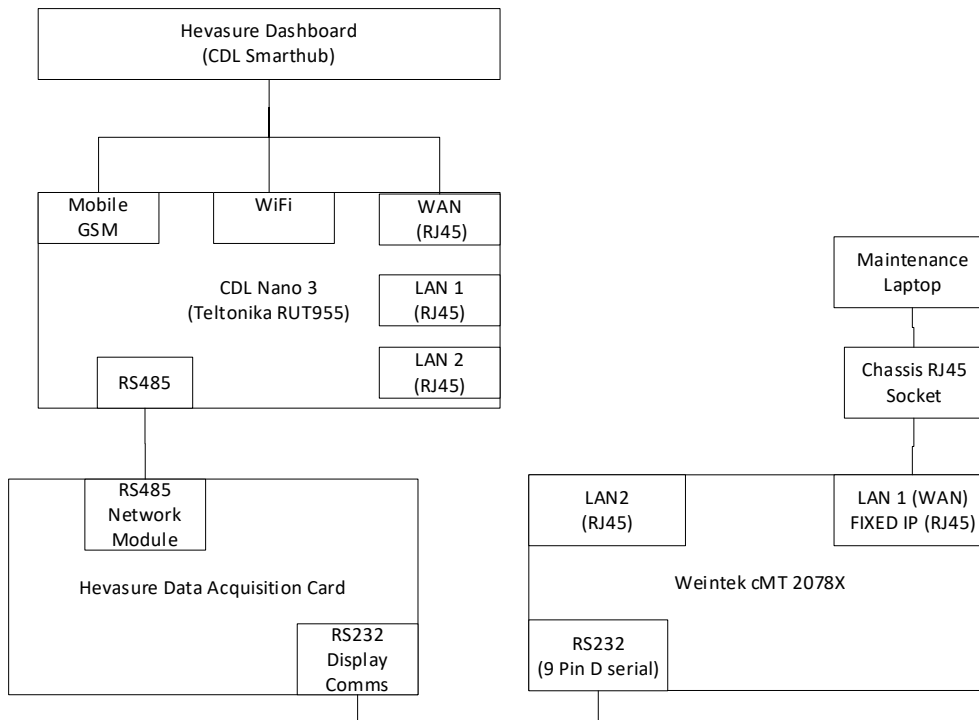 Hevasure Dashboard
(CDL Smarthub)
Mobile
GSM
WiFi
WAN
(RJ45)
CDL Nano 3
(Teltonika RUT955)
LAN 1
(RJ45)
LAN 2
(RJ45)
RS485
Maintenance
Laptop
Chassis RJ45
Socket
RS485
Network
Module
Hevasure Data Acquisition Card
RS232
Display
Comms
LAN2
(RJ45)
LAN 1 (WAN)
FIXED IP (RJ45)
Weintek cMT 2078X
RS232
(9 Pin D serial)